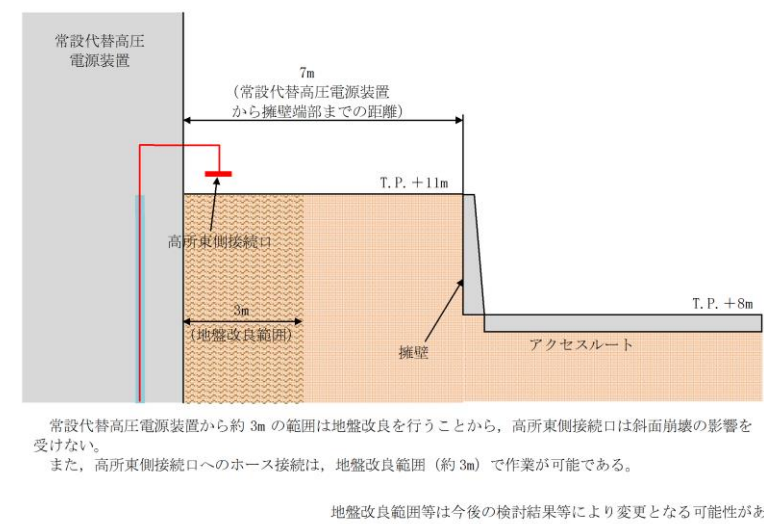 常設代替高圧
電源装置
7m
(常設代替高圧電源装置
から擁壁端部までの距離)
T.P.+11m
高所東側接続口
3m
(地盤改良範囲)
擁壁
T.P.+8m
アクセスルート
常設代替高圧電源装置から約3mの範囲は地盤改良を行うことから,高所東側接続口は斜面崩壊の影響を
受けない。
また,高所東側接続口へのホース接続は,地盤改良範囲(約3m)で作業が可能である。
地盤改良範囲等は今後の検討結果等により変更となる可能性があ